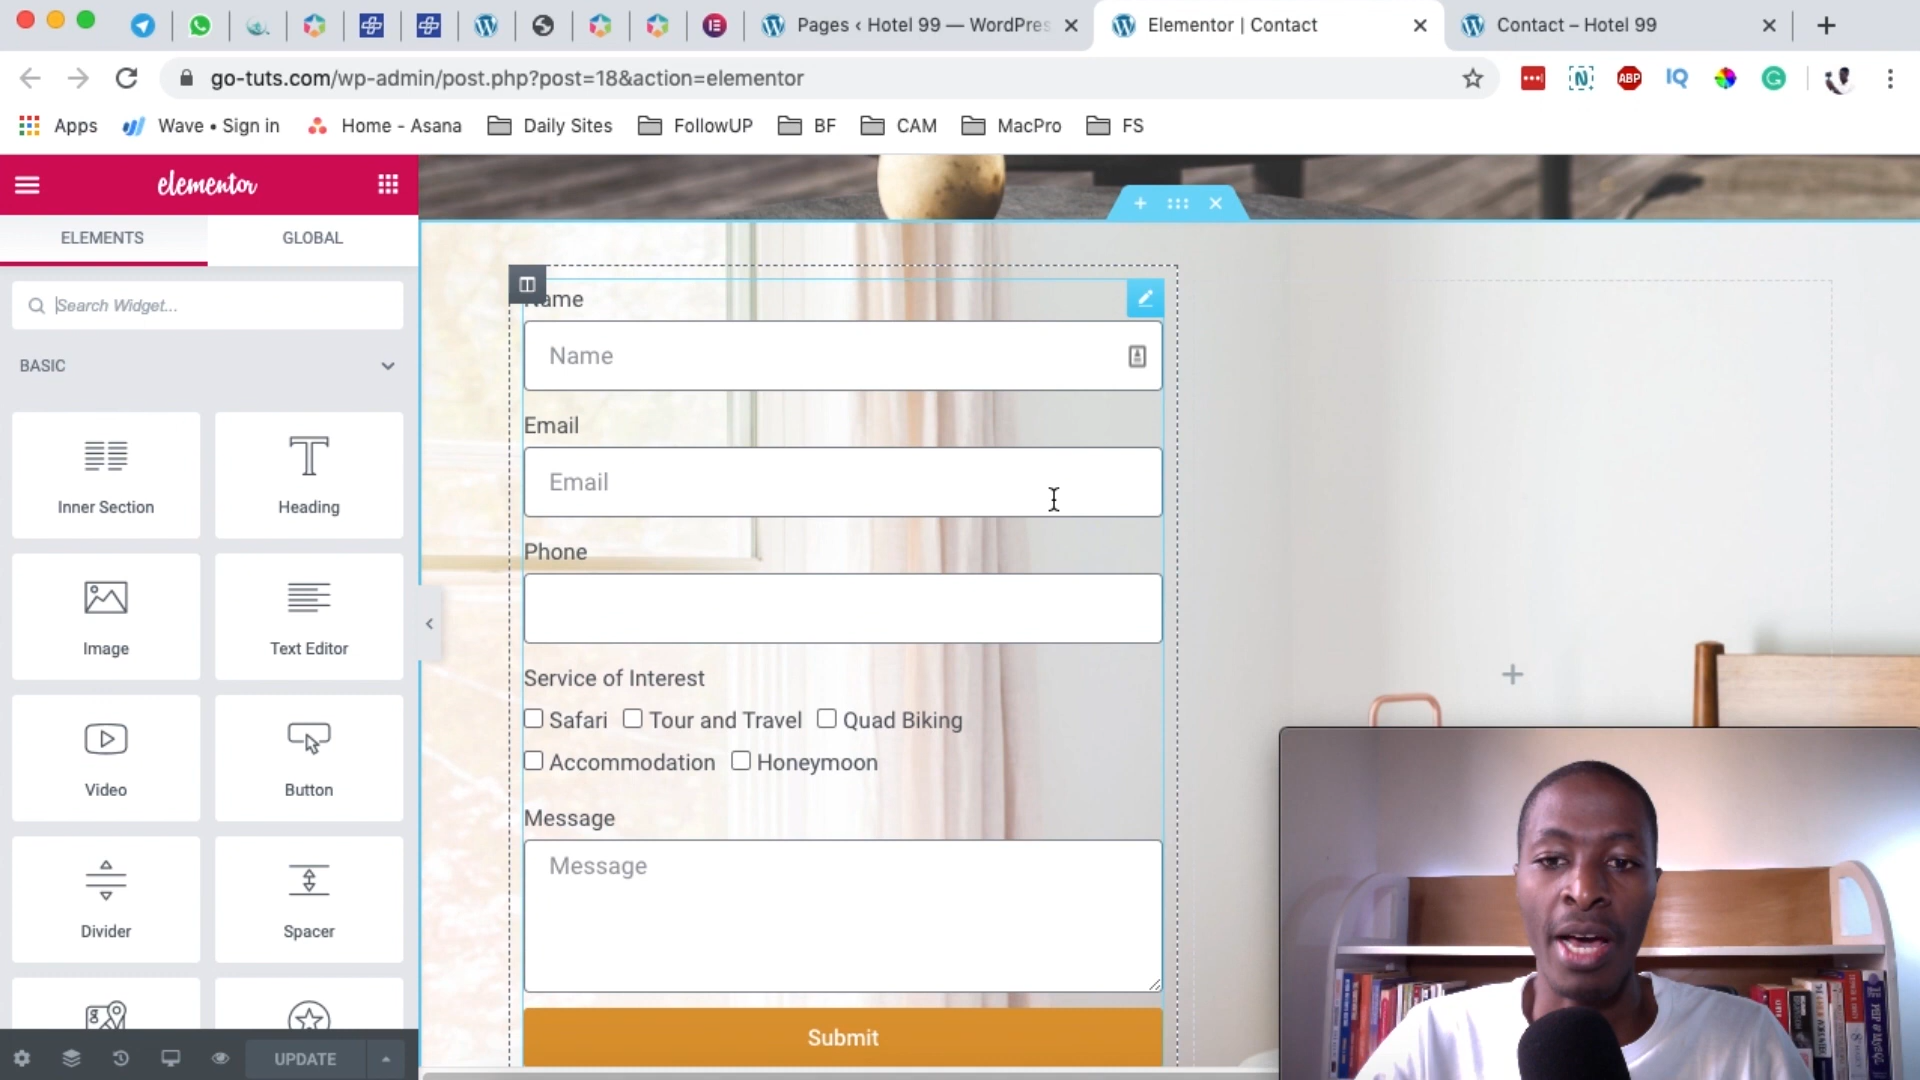 Pages ‹ Hotel 99 — WordPres
Elementor | Contact
Contact – Hotel 99
go-tuts.com/wp-admin/post.php?post=18&action=elementor
ABP
IQ
Apps
Wave • Sign in
Home - Asana
Daily Sites
FollowUP
BF
CAM
MacPro
FS
elementor
ELEMENTS
GLOBAL
Search Widget...
BASIC
Inner Section
Heading
Image
Text Editor
Video
Button
Divider
Spacer
UPDATE
Name
Name
Email
Email
Phone
Service of Interest
Safari Tour and Travel Quad Biking
Accommodation Honeymoon
Message
Message
Submit